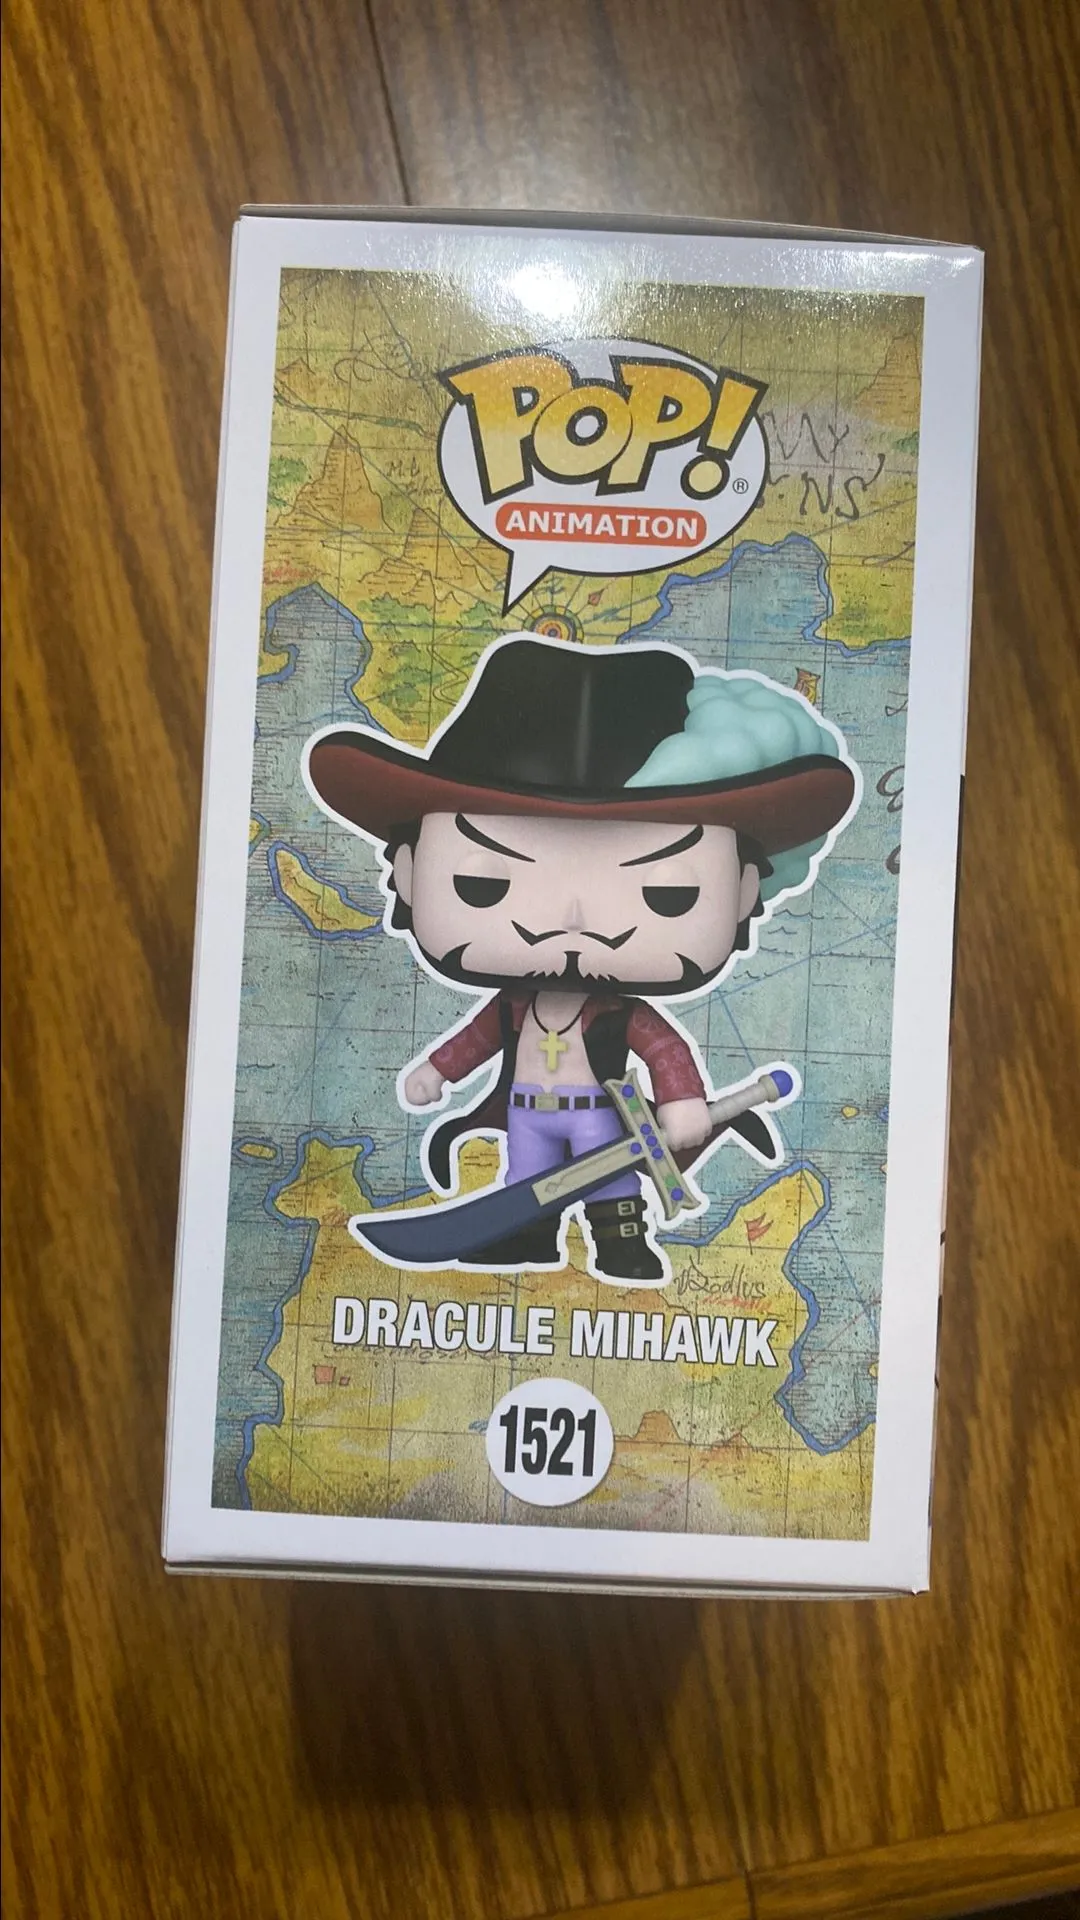 POP!®
ANIMATION
DRACULE MIHAWK
1521